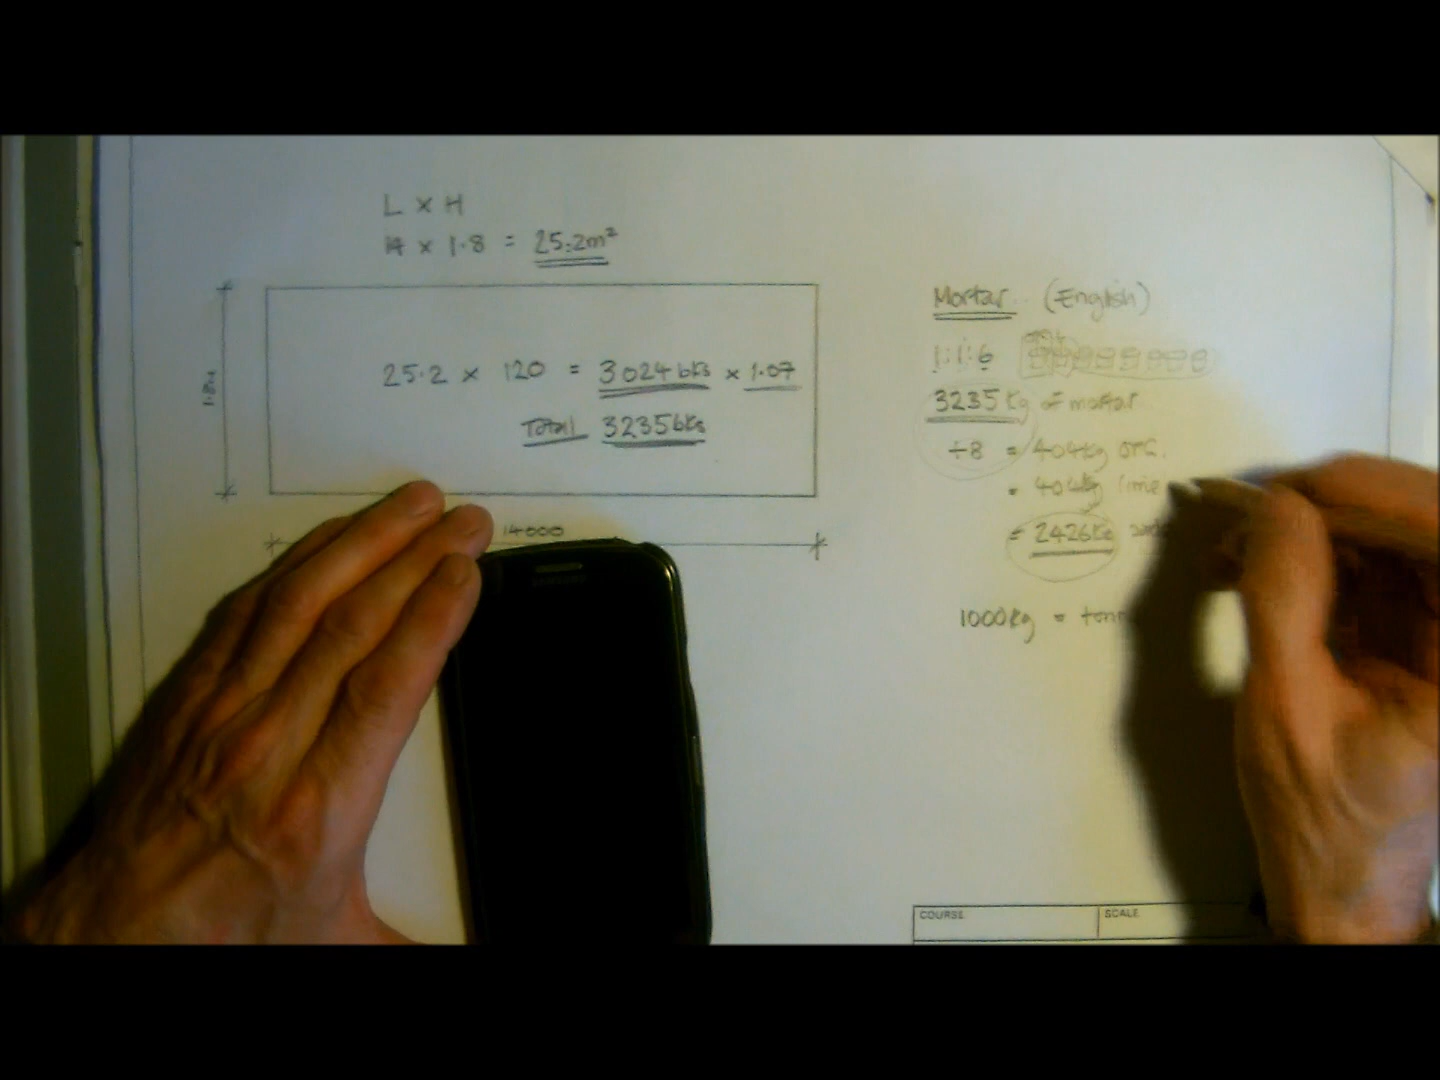 L x H
14 x 1.8 = 25.2m²
1.8m
25.2 x 120 = 3024 bks x 1.07
Total 3235 bks
14000
Mortar (English)
1:1:6
3235 Kg of mortar
÷8 = 404kg OPC.
= 404kg lime
= 2426Kg
1000kg = tonn
SAMSUNG
COURSE
SCALE